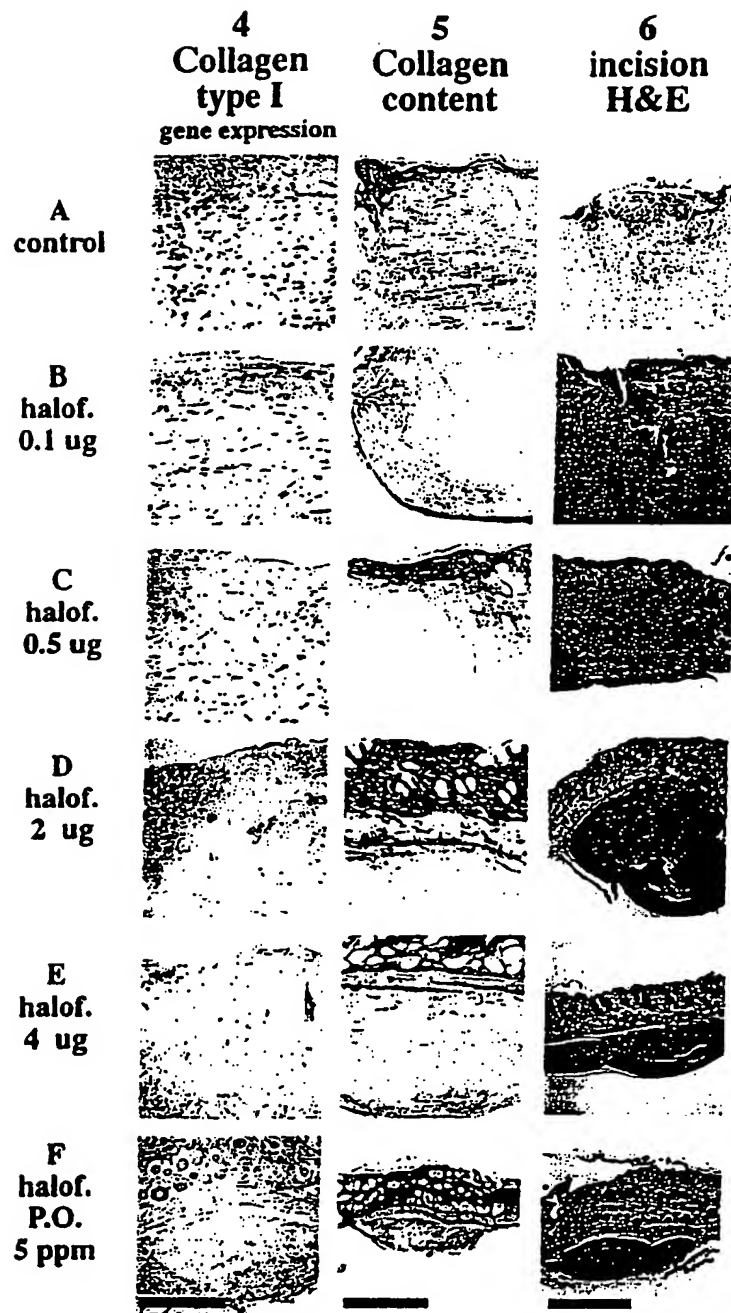 4
Collagen
type I
gene expression
5
Collagen
content
6
incision
H&E
A
control
B
halof.
0.1 ug
C
halof.
0.5 ug
D
halof.
2 ug
E
halof.
4 ug
F
halof.
P.O.
5 ppm